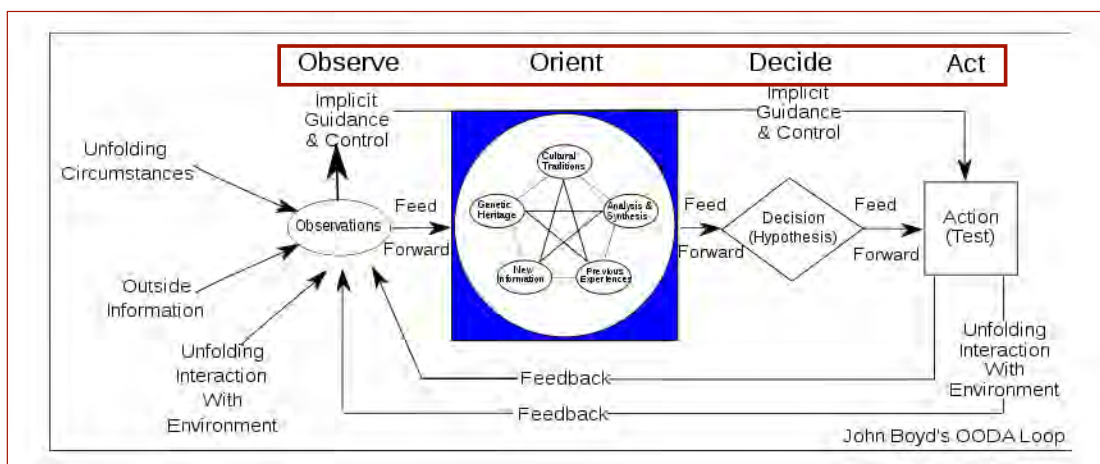 Observe Orient Decide Act
Implicit
Guidance
& Control
Implicit
Guidance
& Control
Unfolding
Circumstances
Observations
Outside
Information
Unfolding
Interaction
With
Environment
Feed
Forward
Cultural
Traditions
Genetic
Heritage
Analysis &
Synthesis
New
Information
Previous
Experiences
Feed
Forward
Decision
(Hypothesis)
Feed
Forward
Action
(Test)
Unfolding
Interaction
With
Environment
Feedback
Feedback
John Boyd's OODA Loop